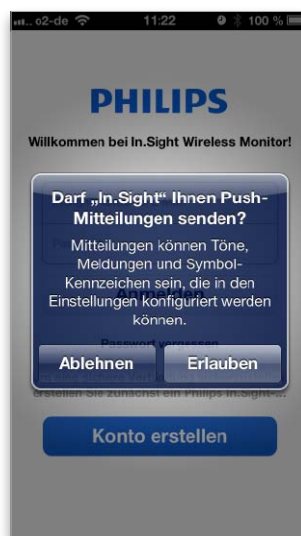 o2-de 11:22 100 %
PHILIPS
Willkommen bei In.Sight Wireless Monitor!
Darf „In.Sight“ Ihnen Push-
Mitteilungen senden?
Mitteilungen können Töne,
Meldungen und Symbol-
Kennzeichen sein, die in den
Einstellungen konfiguriert werden
können.
Anmelden
Passwort vergessen
Ablehnen Erlauben
erstellen Sie zunächst ein Philips In.Sight-...
Konto erstellen